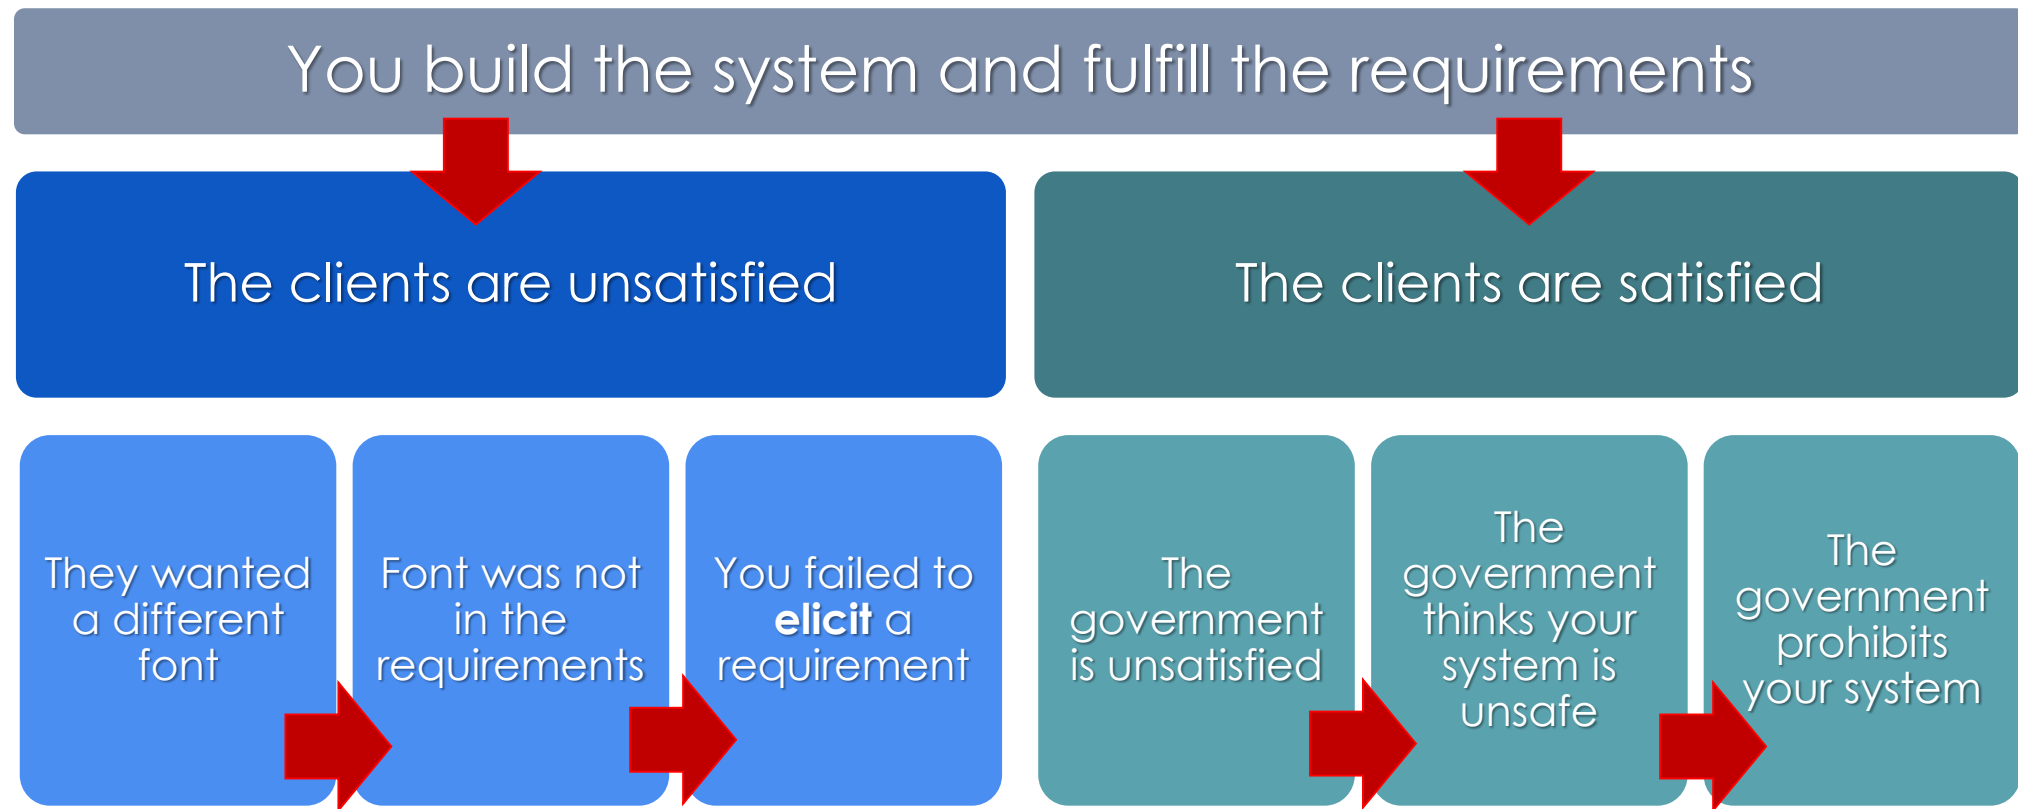 You build the system and fulfill the requirements
The clients are unsatisfied
The clients are satisfied
They wanted
a different
font
Font was not
in the
requirements
You failed to
elicit a
requirement
The
government
is unsatisfied
The
government
thinks your
system is
unsafe
The
government
prohibits
your system